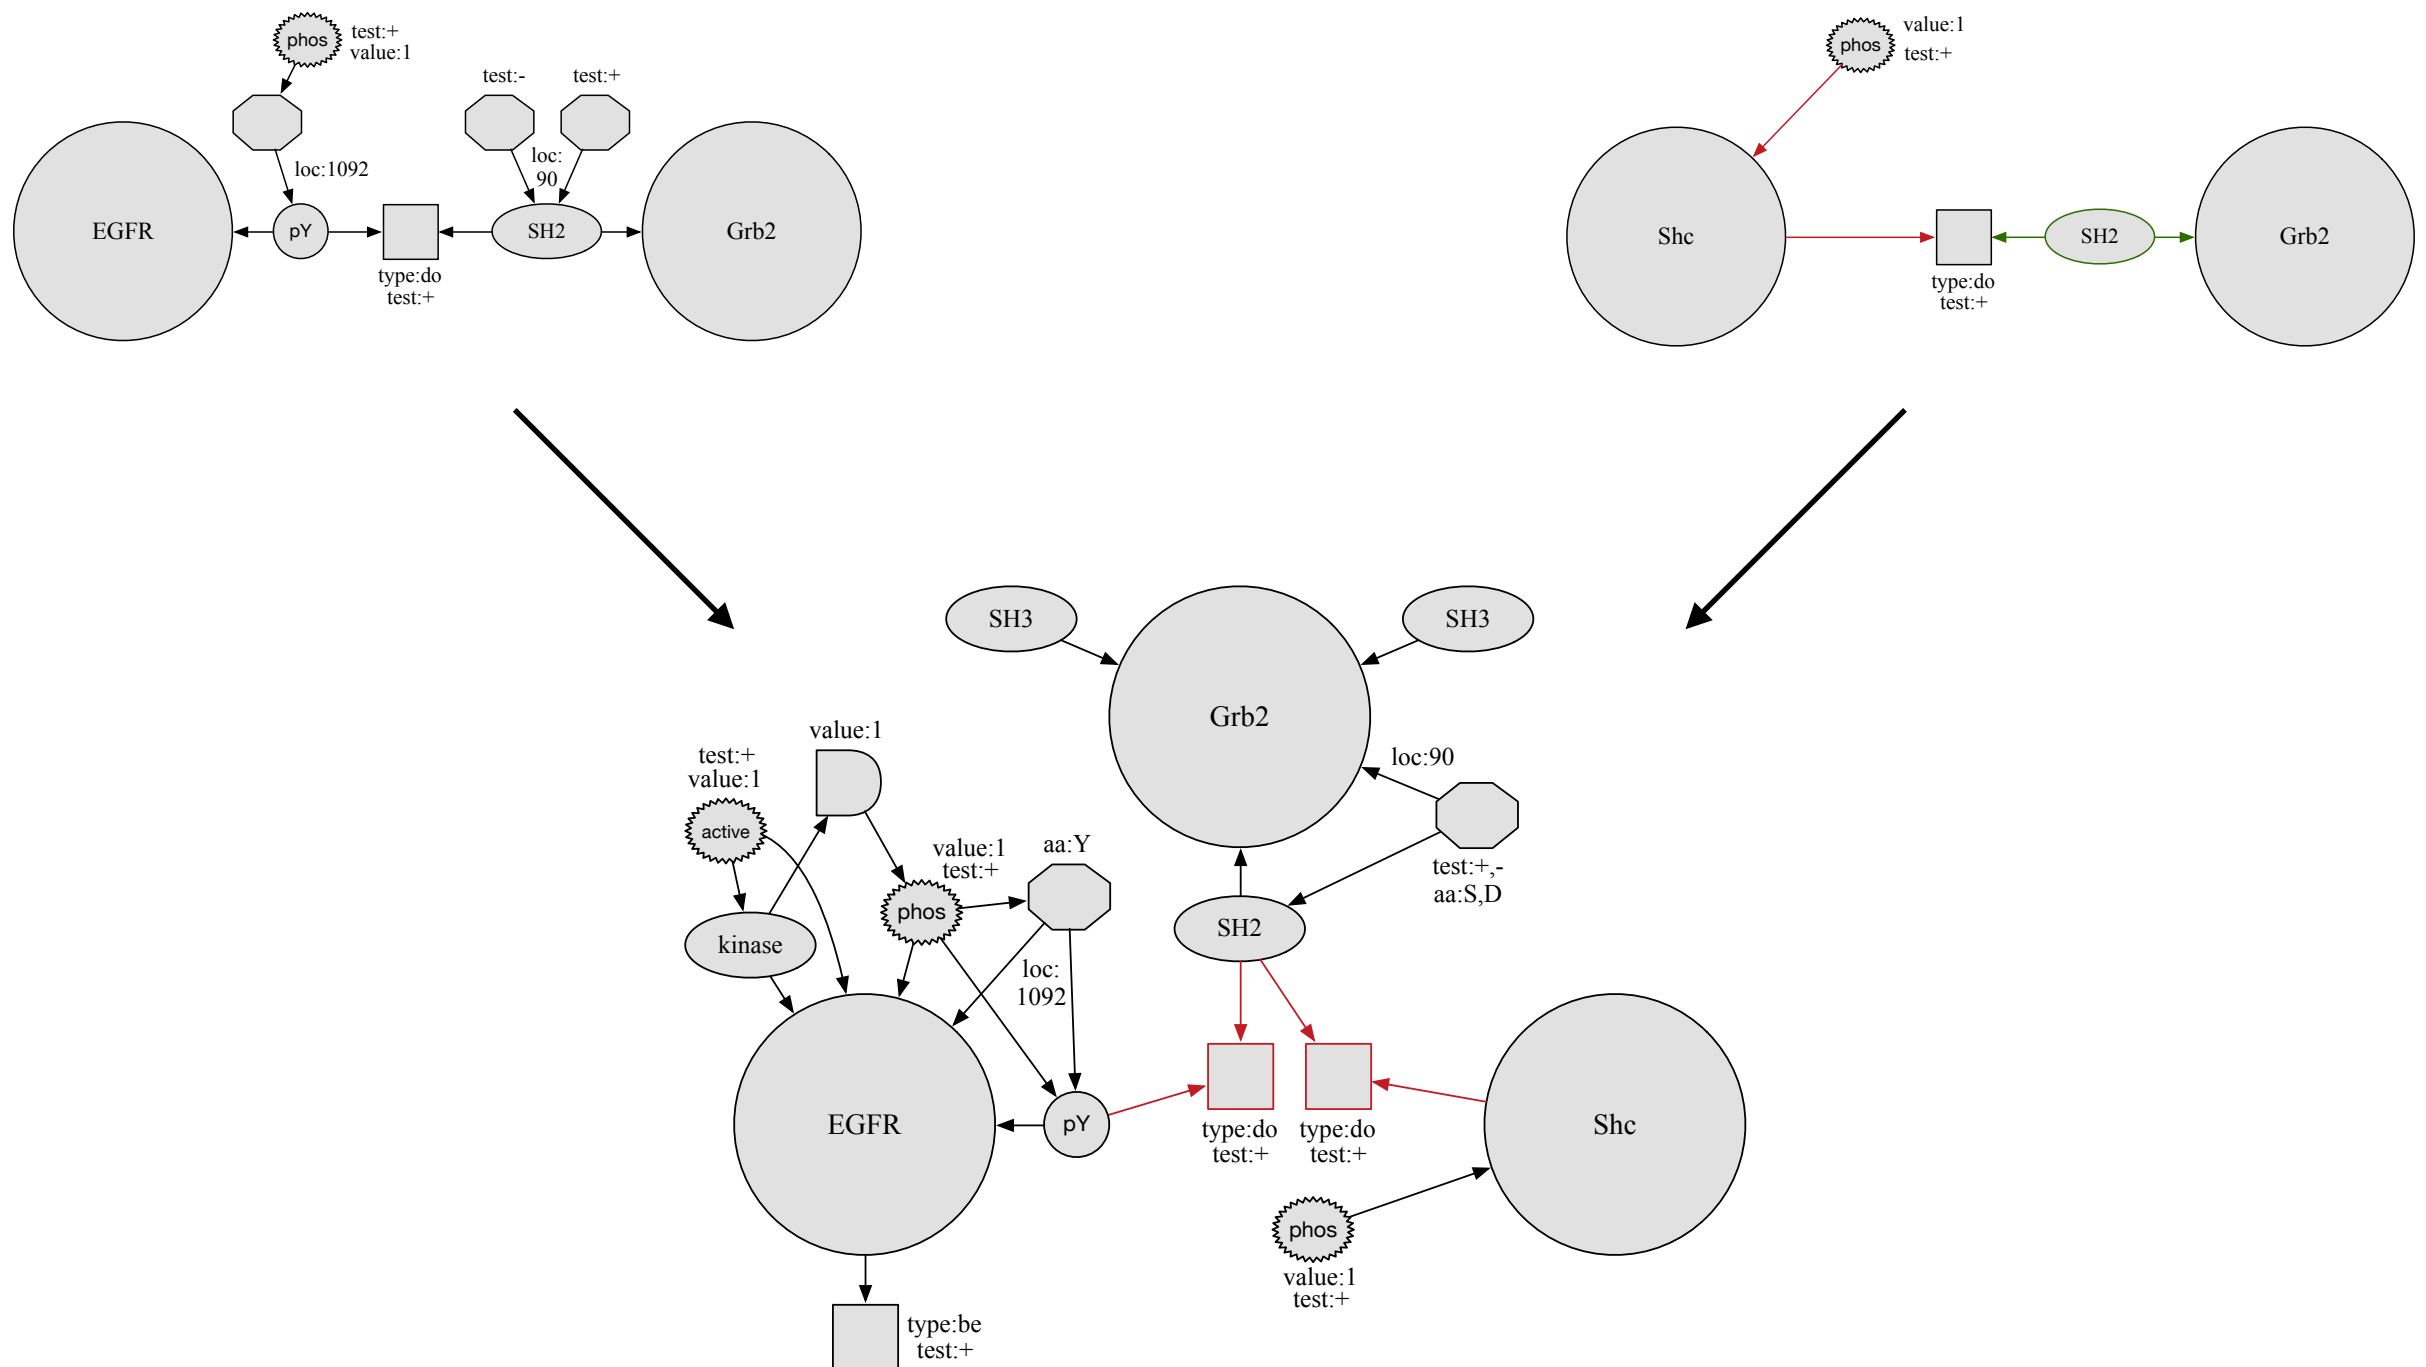 phos
test:+
value:1
test:-
test:+
loc:1092
loc:
90
EGFR
pY
SH2
Grb2
type:do
test:+
phos
value:1
test:+
Shc
SH2
Grb2
type:do
test:+
SH3
SH3
Grb2
value:1
test:+
value:1
active
loc:90
value:1
test:+
aa:Y
test:+,-
aa:S,D
phos
kinase
SH2
loc:
1092
EGFR
pY
type:do
test:+
type:do
test:+
Shc
phos
value:1
test:+
type:be
test:+